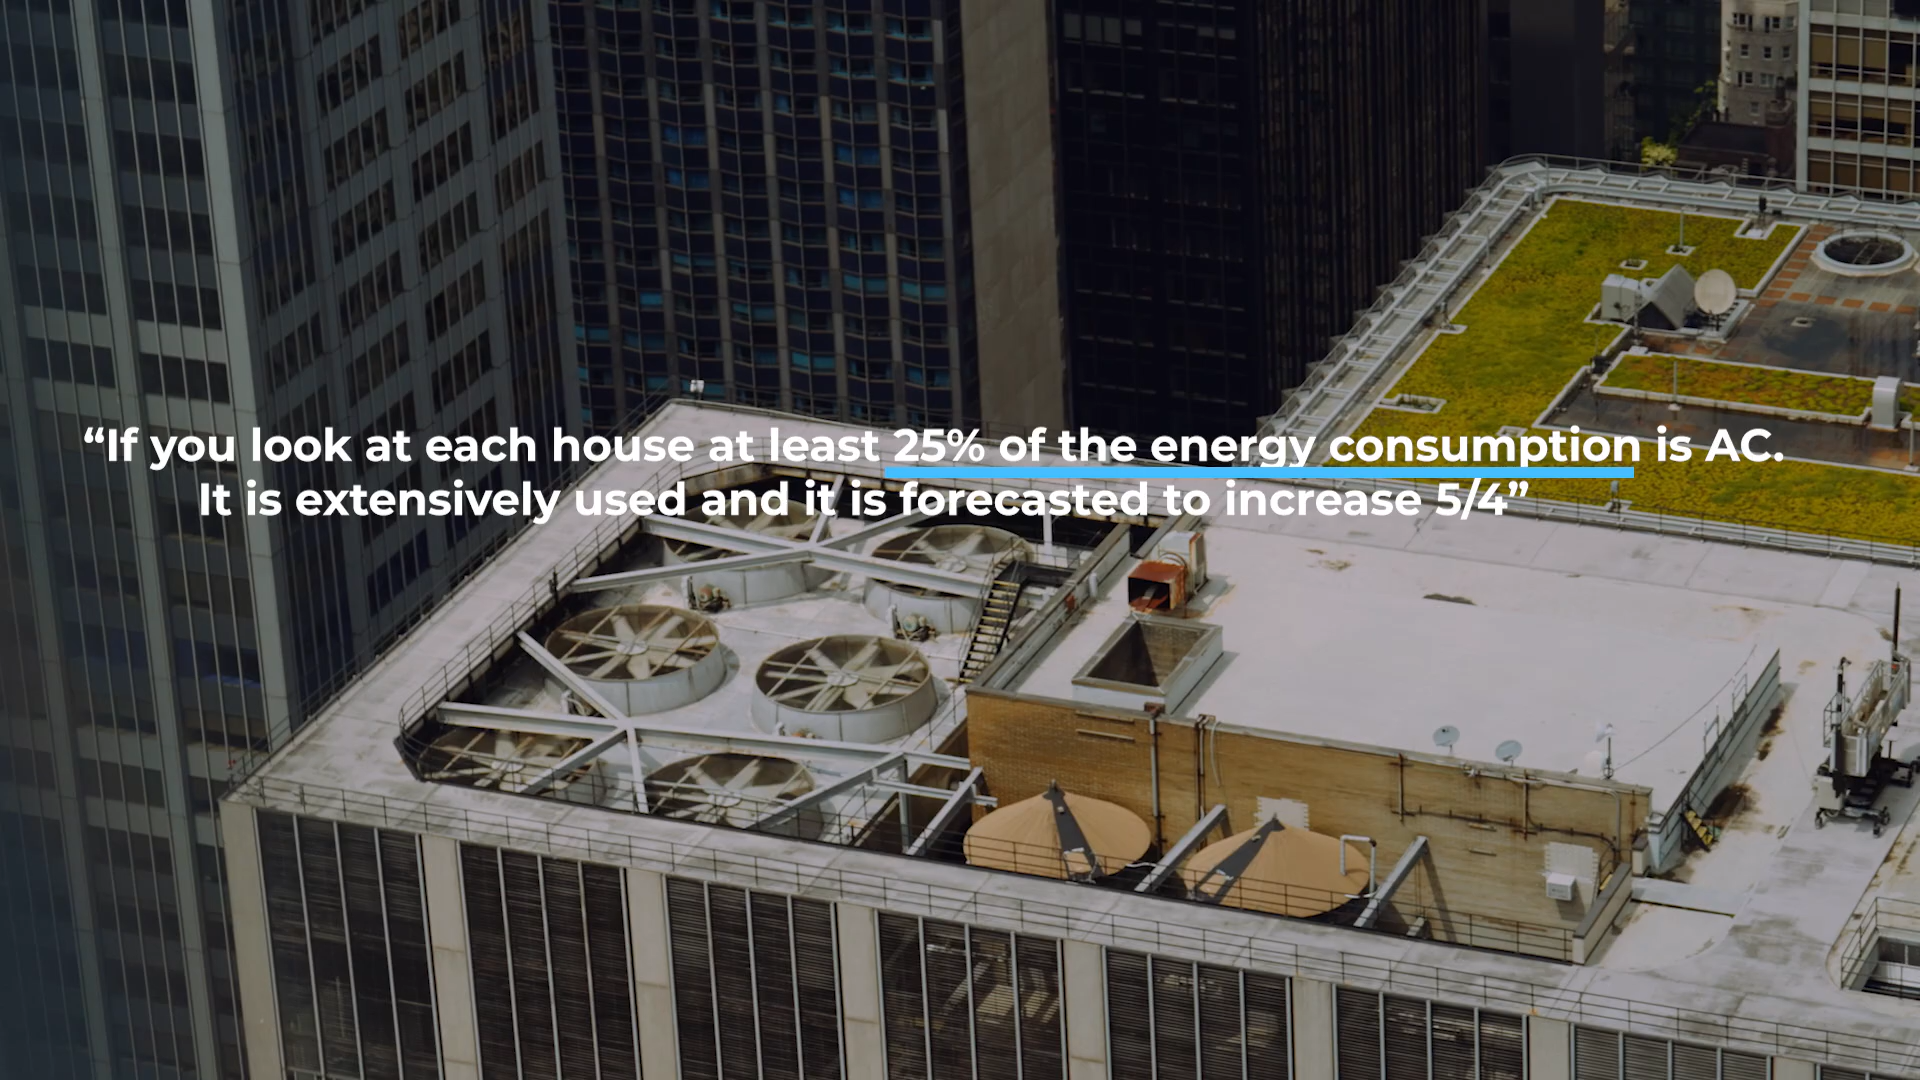 “If you look at each house at least 25% of the energy consumption is AC.
It is extensively used and it is forecasted to increase 5/4”